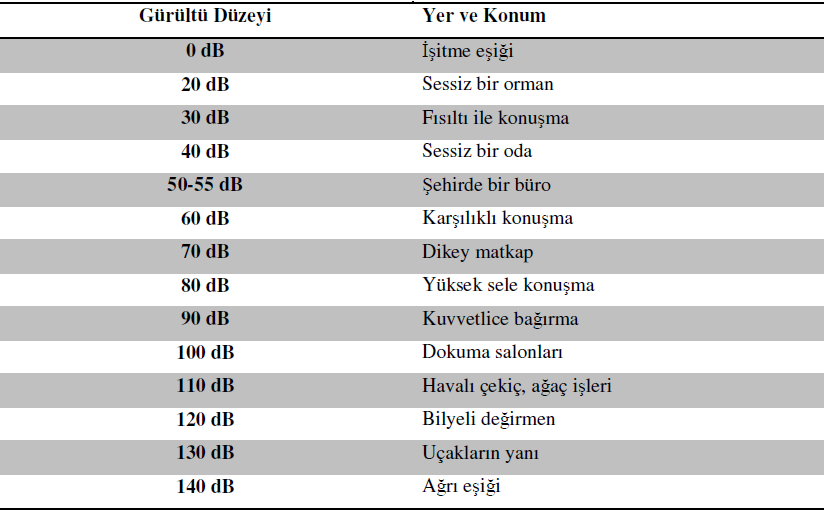 Gürültü Düzeyi Yer ve Konum
0 dB İşitme eşiği
20 dB Sessiz bir orman
30 dB Fısıltı ile konuşma
40 dB Sessiz bir oda
50-55 dB Şehirde bir büro
60 dB Karşılıklı konuşma
70 dB Dikey matkap
80 dB Yüksek sele konuşma
90 dB Kuvvetlice bağırma
100 dB Dokuma salonları
110 dB Havalı çekiç, ağaç işleri
120 dB Bilyeli değirmen
130 dB Uçakların yanı
140 dB Ağrı eşiği